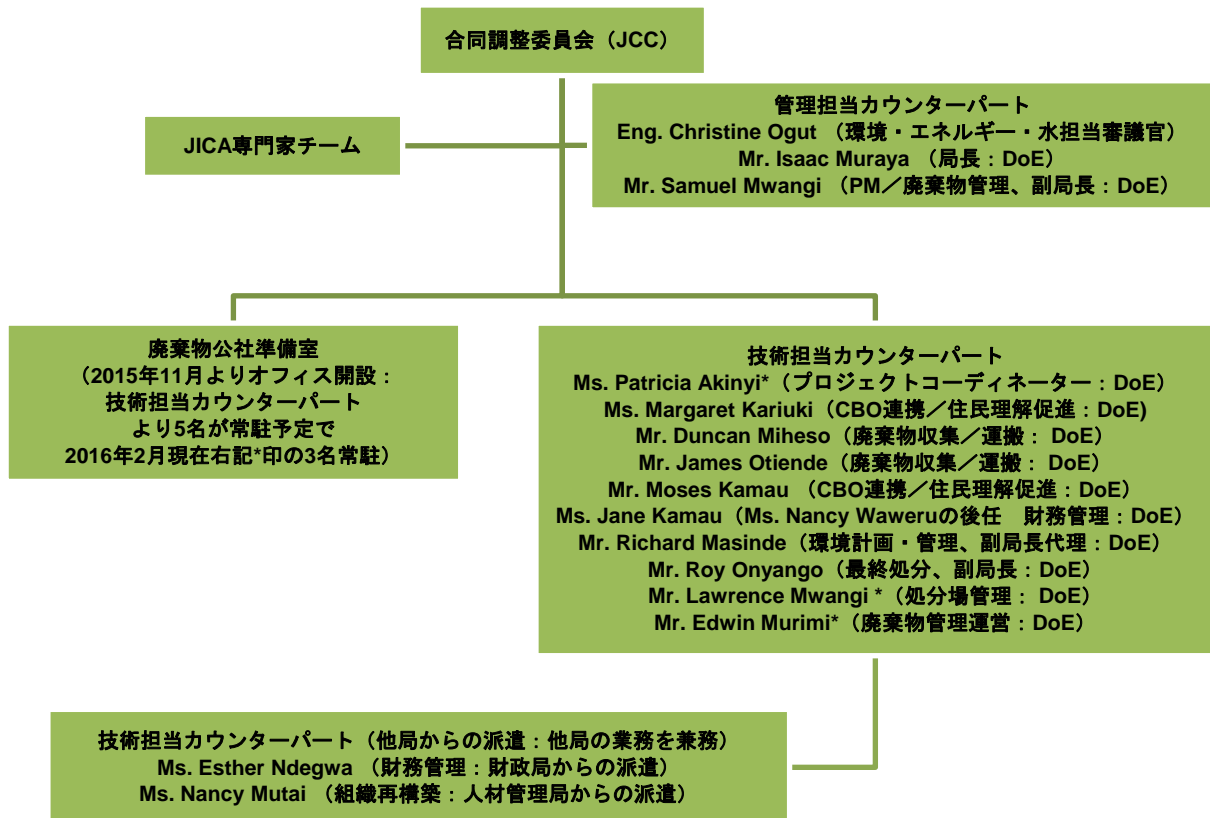 合同調整委員会（JCC）
JICA専門家チーム
管理担当カウンターパート
Eng. Christine Ogut （環境・エネルギー・水担当審議官）
Mr. Isaac Muraya （局長：DoE）
Mr. Samuel Mwangi （PM／廃棄物管理、副局長：DoE）
廃棄物公社準備室
（2015年11月よりオフィス開設：
技術担当カウンターパート
より5名が常駐予定で
2016年2月現在右記*印の3名常駐）
技術担当カウンターパート
Ms. Patricia Akinyi*（プロジェクトコーディネーター：DoE）
Ms. Margaret Kariuki（CBO連携／住民理解促進：DoE)
Mr. Duncan Miheso（廃棄物収集／運搬： DoE）
Mr. James Otiende（廃棄物収集／運搬： DoE）
Mr. Moses Kamau （CBO連携／住民理解促進：DoE）
Ms. Jane Kamau（Ms. Nancy Waweruの後任　財務管理：DoE）
Mr. Richard Masinde（環境計画・管理、副局長代理：DoE）
Mr. Roy Onyango（最終処分、副局長：DoE）
Mr. Lawrence Mwangi *（処分場管理： DoE）
Mr. Edwin Murimi*（廃棄物管理運営：DoE）
技術担当カウンターパート（他局からの派遣：他局の業務を兼務）
Ms. Esther Ndegwa （財務管理：財政局からの派遣）
Ms. Nancy Mutai （組織再構築：人材管理局からの派遣）